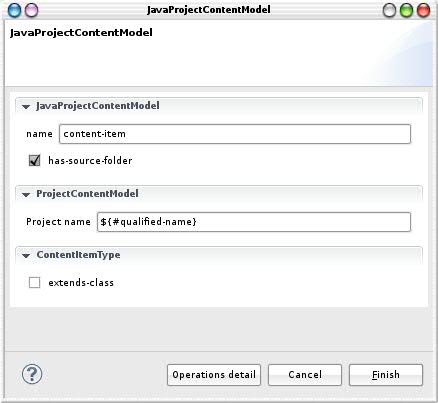 JavaProjectContentModel
JavaProjectContentModel
JavaProjectContentModel
name content-item
has-source-folder
ProjectContentModel
Project name ${#qualified-name}
ContentItemType
extends-class
? Operations detail Cancel Finish